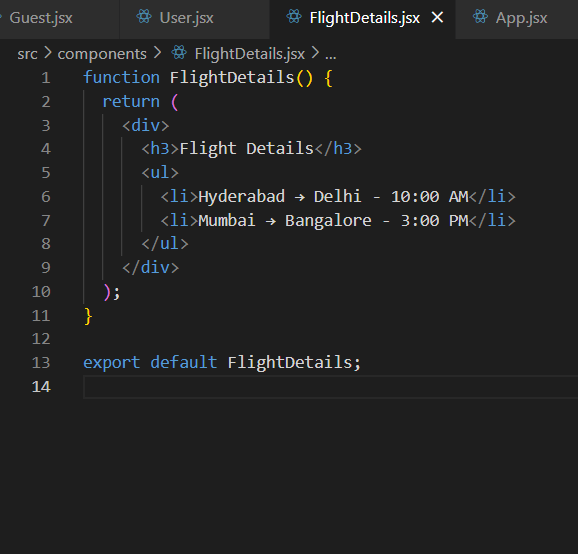 Guest.jsx User.jsx FlightDetails.jsx × App.jsx
src > components > FlightDetails.jsx > ...
1 function FlightDetails() {
2   return (
3     <div>
4       <h3>Flight Details</h3>
5       <ul>
6         <li>Hyderabad → Delhi - 10:00 AM</li>
7         <li>Mumbai → Bangalore - 3:00 PM</li>
8       </ul>
9     </div>
10   );
11 }
12
13 export default FlightDetails;
14